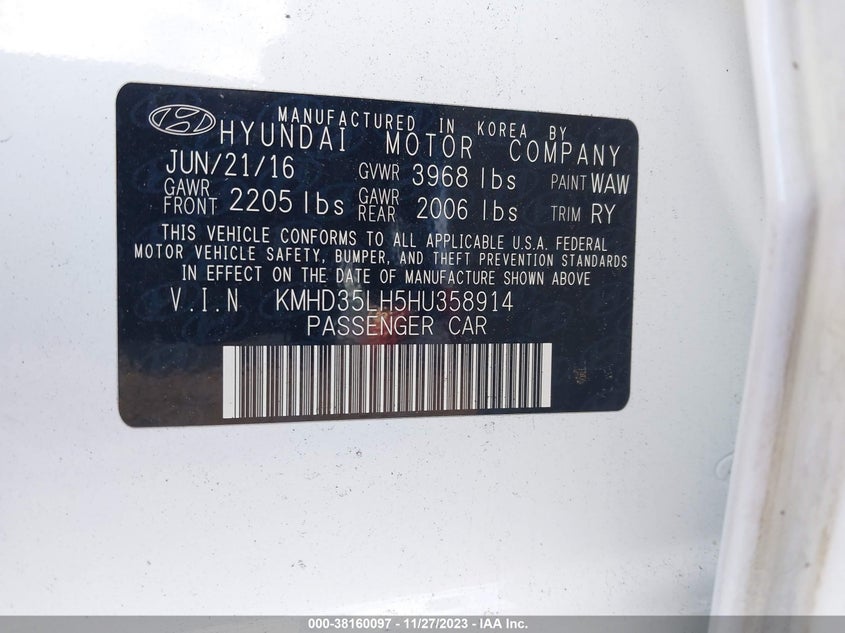 MANUFACTURED IN KOREA BY
HYUNDAI MOTOR COMPANY
JUN/21/16 GVWR 3968 lbs PAINT WAW
GAWR FRONT 2205 lbs GAWR REAR 2006 lbs TRIM RY
THIS VEHICLE CONFORMS TO ALL APPLICABLE U.S.A. FEDERAL
MOTOR VEHICLE SAFETY, BUMPER, AND THEFT PREVENTION STANDARDS
IN EFFECT ON THE DATE OF MANUFACTURE SHOWN ABOVE
V.I.N KMHD35LH5HU358914
PASSENGER CAR
000-38160097 - 11/27/2023 - IAA Inc.